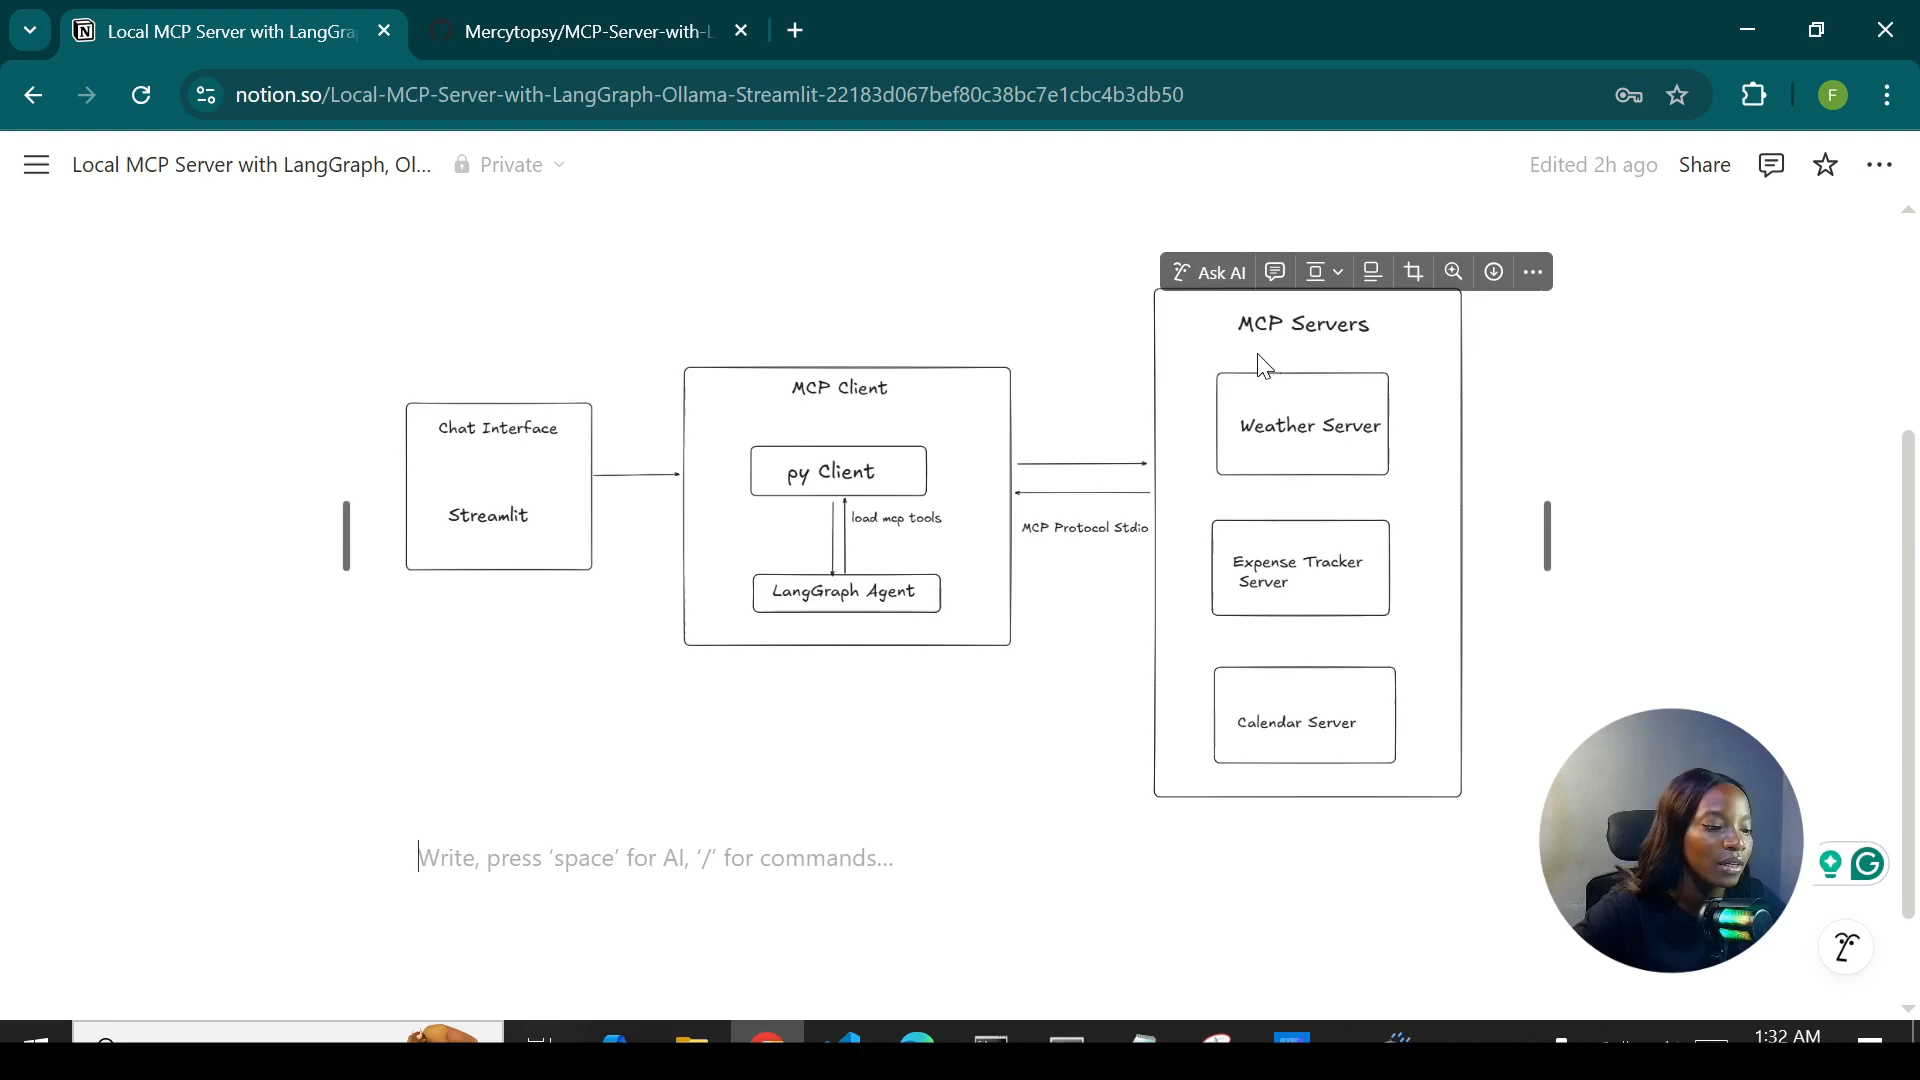 Local MCP Server with LangGra
Mercytopsy/MCP-Server-with-L
notion.so/Local-MCP-Server-with-LangGraph-Ollama-Streamlit-22183d067bef80c38bc7e1cbc4b3db50
F
Local MCP Server with LangGraph, Ol...
Private
Edited 2h ago
Share
Ask AI
MCP Servers
MCP Client
Chat Interface
Weather Server
py Client
Streamlit
load mcp tools
MCP Protocol Stdio
Expense Tracker
Server
LangGraph Agent
Calendar Server
Write, press ‘space’ for AI, ‘/’ for commands...
1:32 AM